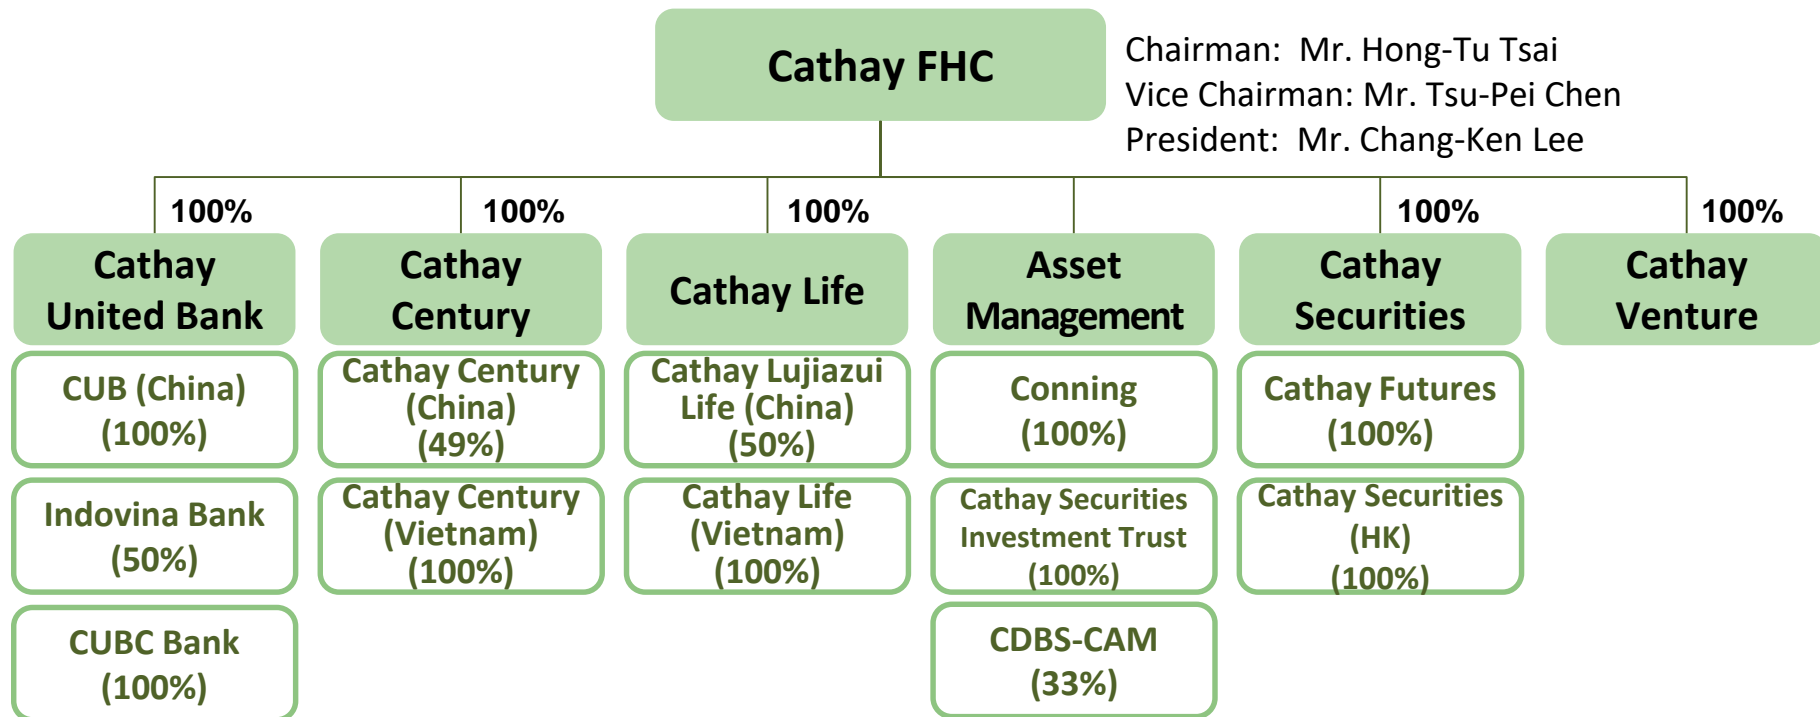 Cathay FHC
Chairman: Mr. Hong-Tu Tsai
Vice Chairman: Mr. Tsu-Pei Chen
President: Mr. Chang-Ken Lee
100%
100%
100%
100%
100%
Cathay
United Bank
Cathay
Century
Cathay Life
Asset
Management
Cathay
Securities
Cathay
Venture
CUB (China)
(100%)
Cathay Century
(China)
(49%)
Cathay Lujiazui
Life (China)
(50%)
Conning
(100%)
Cathay Futures
(100%)
Indovina Bank
(50%)
Cathay Century
(Vietnam)
(100%)
Cathay Life
(Vietnam)
(100%)
Cathay Securities
Investment Trust
(100%)
Cathay Securities
(HK)
(100%)
CUBC Bank
(100%)
CDBS-CAM
(33%)